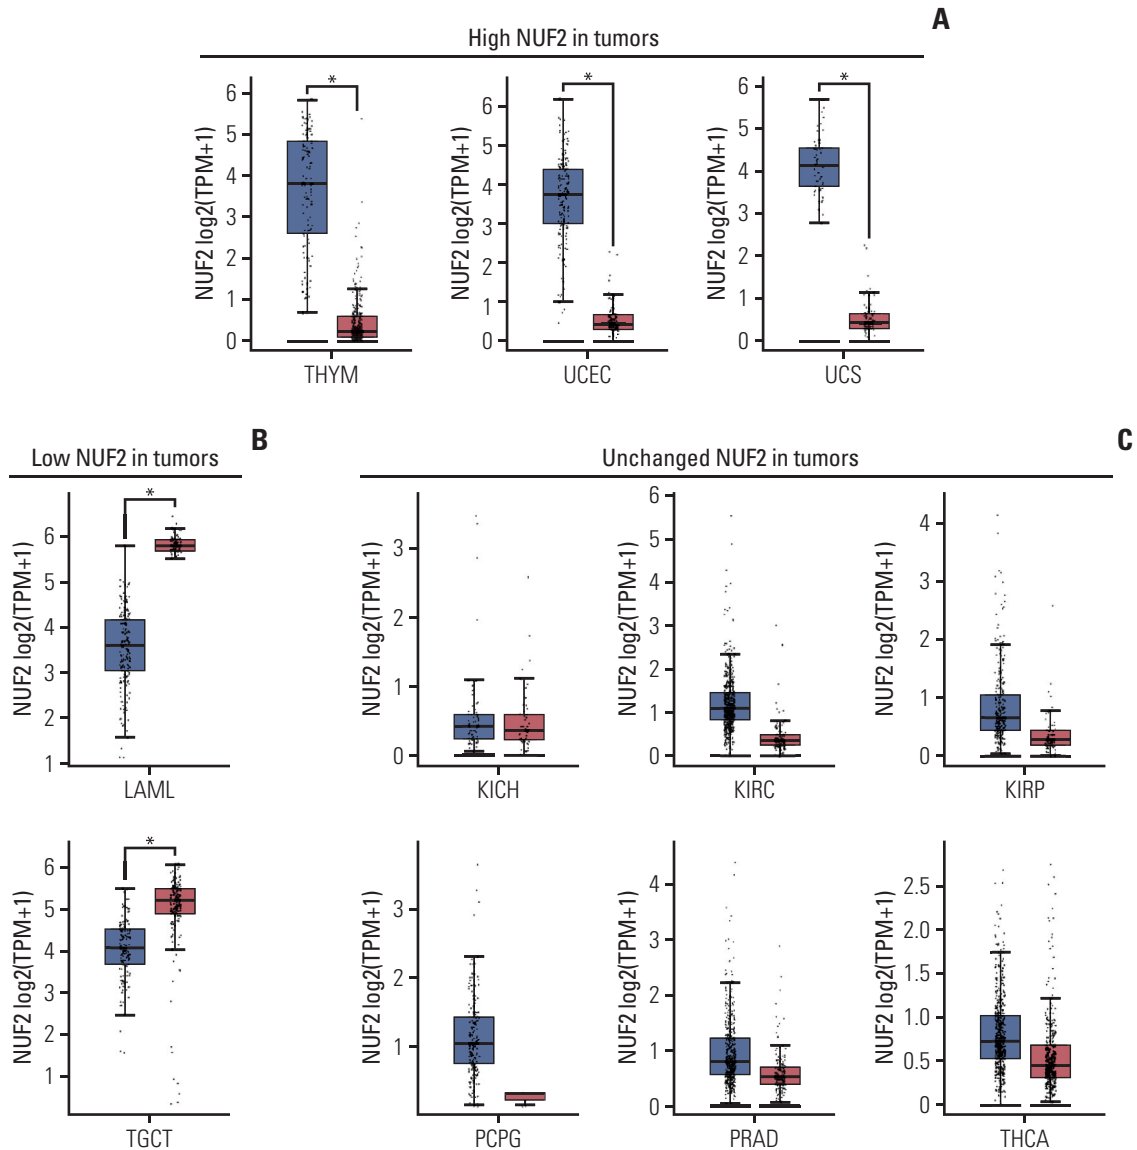 A
High NUF2 in tumors
NUF2 log2(TPM+1)
6
5
4
3
2
1
0
*
THYM
NUF2 log2(TPM+1)
6
5
4
3
2
1
0
*
UCEC
NUF2 log2(TPM+1)
6
5
4
3
2
1
0
*
UCS
B
Low NUF2 in tumors
NUF2 log2(TPM+1)
6
5
4
3
2
1
*
LAML
NUF2 log2(TPM+1)
6
5
4
3
2
1
*
TGCT
C
Unchanged NUF2 in tumors
NUF2 log2(TPM+1)
3
2
1
0
KICH
NUF2 log2(TPM+1)
6
5
4
3
2
1
0
KIRC
NUF2 log2(TPM+1)
4
3
2
1
0
KIRP
NUF2 log2(TPM+1)
3
2
1
PCPG
NUF2 log2(TPM+1)
4
3
2
1
0
PRAD
NUF2 log2(TPM+1)
2.5
2.0
1.5
1.0
0.5
0
THCA